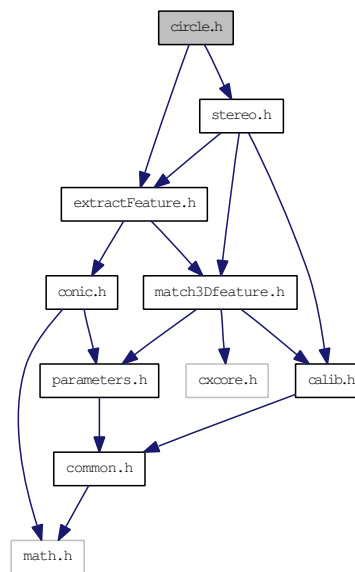 circle.h
stereo.h
extractFeature.h
conic.h
match3Dfeature.h
parameters.h
cxcore.h
calib.h
common.h
math.h